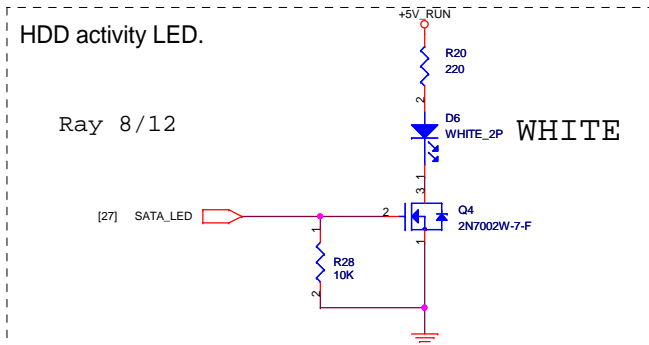 +5V_RUN
HDD activity LED.
R20
220
2
Ray 8/12
D6
WHITE_2P
WHITE
1
3
[27] SATA_LED
2
Q4
2N7002W-7-F
1
1
R28
10K
2